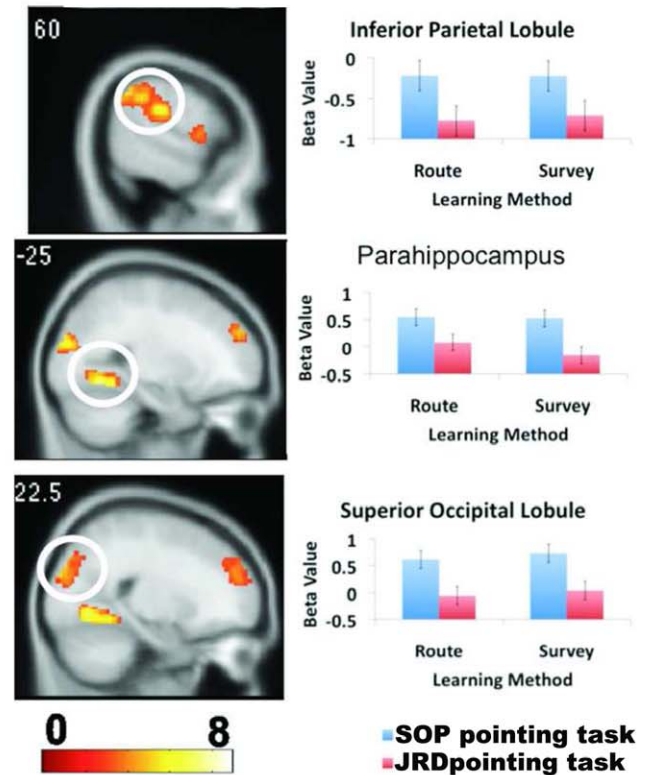 60
Inferior Parietal Lobule
Beta Value
0
-0.5
-1
Route Survey
Learning Method
-25
Parahippocampus
Beta Value
1
0.5
0
-0.5
Route Survey
Learning Method
22.5
Superior Occipital Lobule
Beta Value
1
0.5
0
-0.5
Route Survey
Learning Method
0 8
SOP pointing task
JRDpointing task